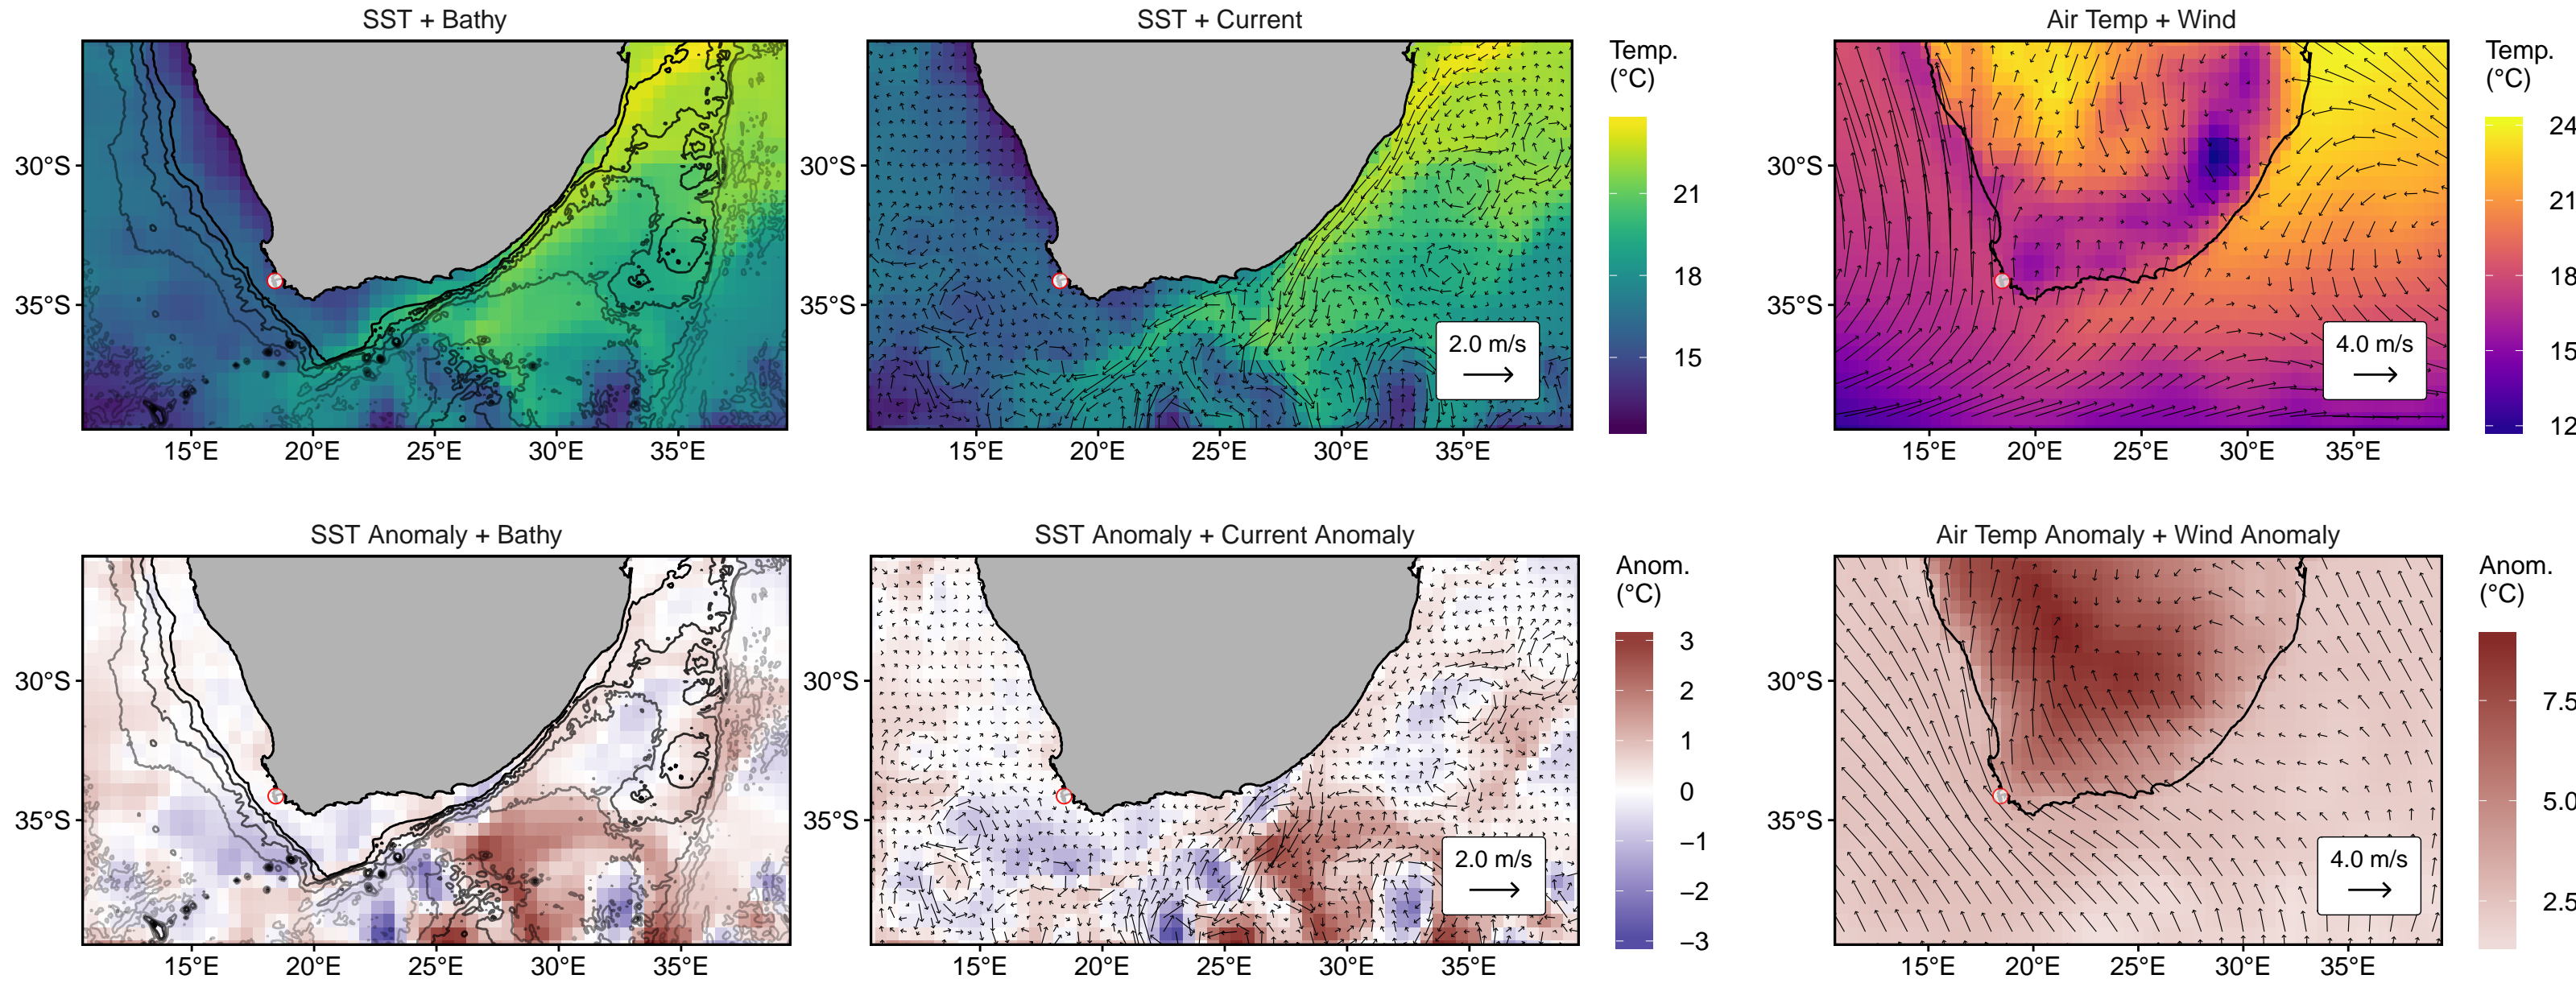 SST + Bathy
30°S
35°S
15°E 20°E 25°E 30°E 35°E
SST + Current
30°S
35°S
2.0 m/s
15°E 20°E 25°E 30°E 35°E
Temp.
(°C)
21
18
15
Air Temp + Wind
30°S
35°S
4.0 m/s
15°E 20°E 25°E 30°E 35°E
Temp.
(°C)
24
21
18
15
12
SST Anomaly + Bathy
30°S
35°S
15°E 20°E 25°E 30°E 35°E
SST Anomaly + Current Anomaly
30°S
35°S
2.0 m/s
15°E 20°E 25°E 30°E 35°E
Anom.
(°C)
3
2
1
0
−1
−2
−3
Air Temp Anomaly + Wind Anomaly
30°S
35°S
4.0 m/s
15°E 20°E 25°E 30°E 35°E
Anom.
(°C)
7.5
5.0
2.5